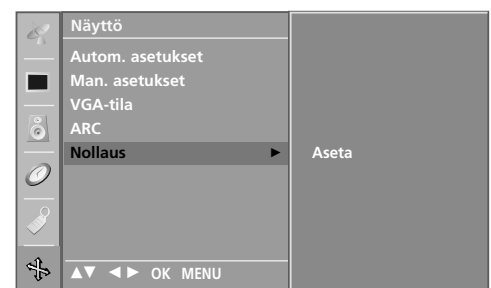 Näyttö
Autom. asetukset
Man. asetukset
VGA-tila
ARC
Nollaus ► Aseta
▲▼ ◄► OK MENU